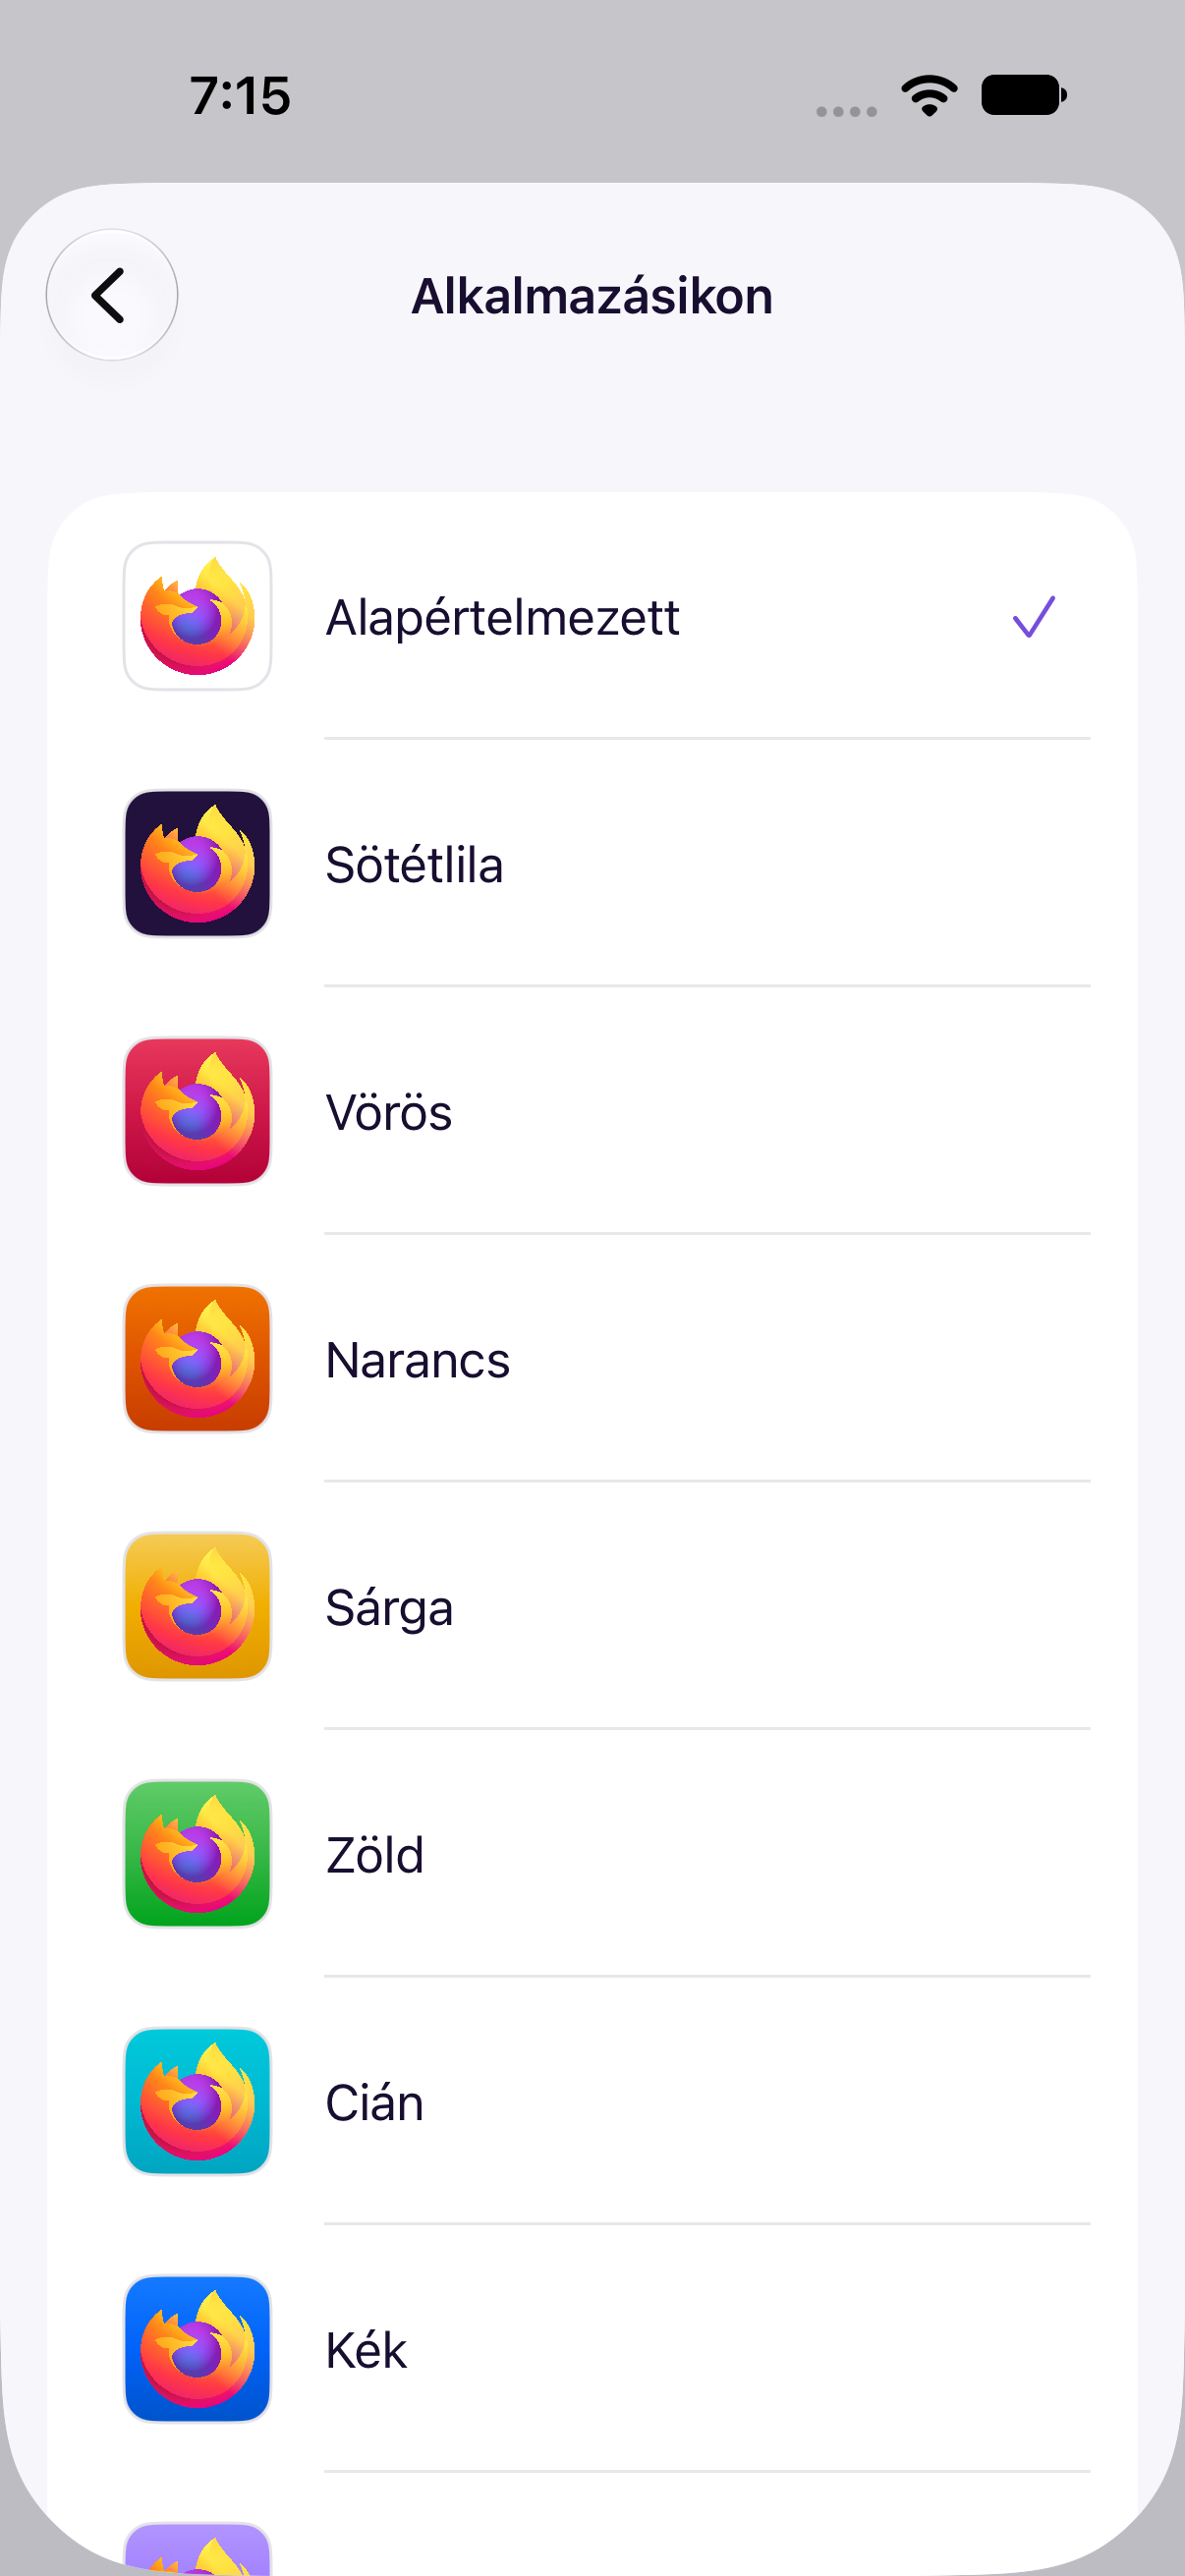 7:15
Alkalmazásikon
Alapértelmezett
Sötétlila
Vörös
Narancs
Sárga
Zöld
Cián
Kék